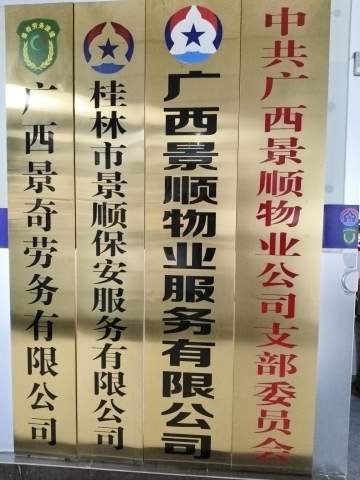 中共广西景顺物业公司支部委员会
广西景顺物业服务有限公司
桂林市景顺保安服务有限公司
广西景奇劳务有限公司